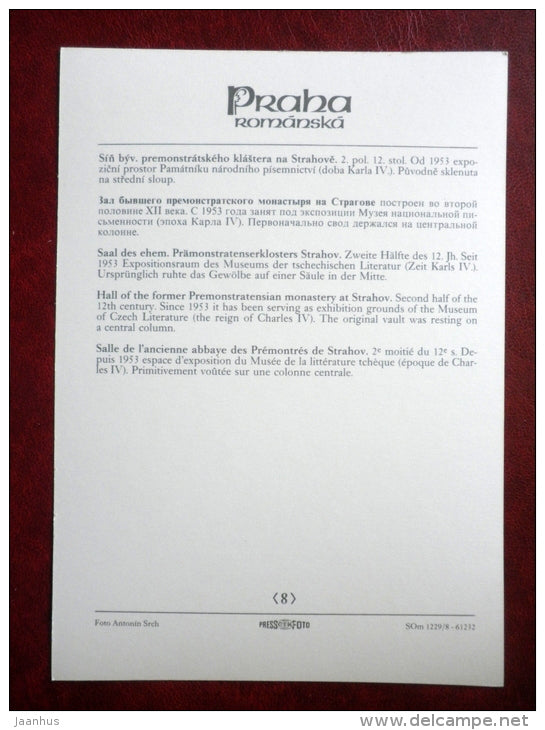 Praha
románská
Síň býv. premonstrátského kláštera na Strahově. 2. pol. 12. stol. Od 1953 expo-
ziční prostor Památníku národního písemnictví (doba Karla IV.). Původně sklenuta
na střední sloup.
Зал бывшего премонстратского монастыря на Страгове построен во второй
половине XII века. С 1953 года занят под экспозиции Музея национальной пи-
сьменности (эпоха Карла IV). Первоначально свод держался на центральной
колонне.
Saal des ehem. Prämonstratenserklosters Strahov. Zweite Hälfte des 12. Jh. Seit
1953 Expositionsraum des Museums der tschechischen Literatur (Zeit Karls IV.).
Ursprünglich ruhte das Gewölbe auf einer Säule in der Mitte.
Hall of the former Premonstratensian monastery at Strahov. Second half of the
12th century. Since 1953 it has been serving as exhibition grounds of the Museum
of Czech Literature (the reign of Charles IV). The original vault was resting on
a central column.
Salle de l'ancienne abbaye des Prémontrés de Strahov. 2e moitié du 12e s. De-
puis 1953 espace d'exposition du Musée de la littérature tchèque (époque de Char-
les IV). Primitivement voûtée sur une colonne centrale.
〈8〉
Foto Antonín Srch
PRESSFOTO
SOm 1229/8 - 61232
jaanhus
www.delcampe.net